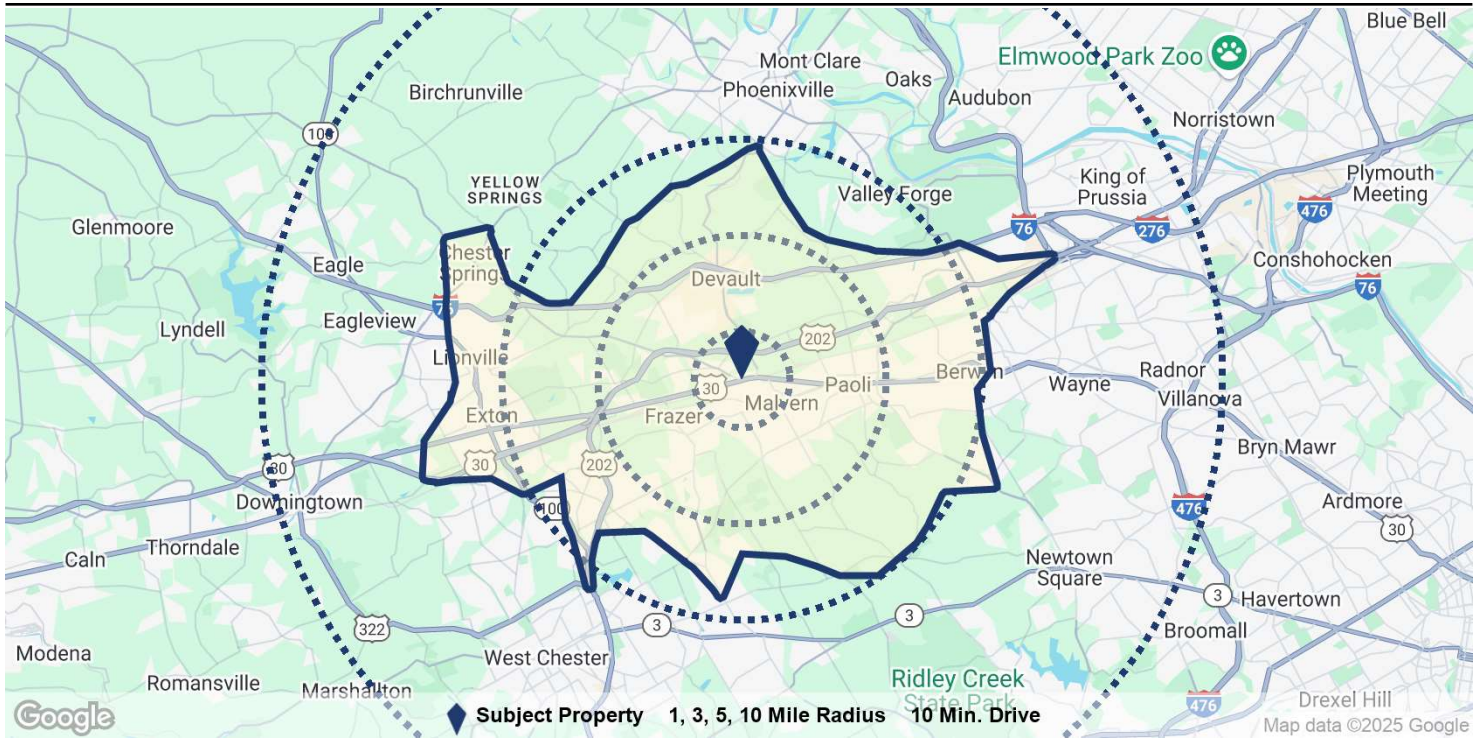 Blue Bell
Elmwood Park Zoo
Mont Clare
Phoenixville
Oaks
Birchrunville
Audubon
Norristown
100
YELLOW
SPRINGS
Valley Forge
King of
Prussia
Plymouth
Meeting
476
76
276
Glenmoore
Chester
Springs
Eagle
Devault
Conshohocken
76
Eagleview
Lyndell
202
Lionville
30
Paoli
Berwyn
Wayne
Radnor
Villanova
Malvern
Exton
Frazer
Bryn Mawr
30
202
30
Downingtown
100
476
Ardmore
30
Thorndale
Caln
Newtown
Square
3
Havertown
322
3
3
Broomall
Modena
West Chester
Romansville
Marshallton
Ridley Creek
State Park
476
Drexel Hill
Google
Subject Property 1, 3, 5, 10 Mile Radius 10 Min. Drive
Map data ©2025 Google